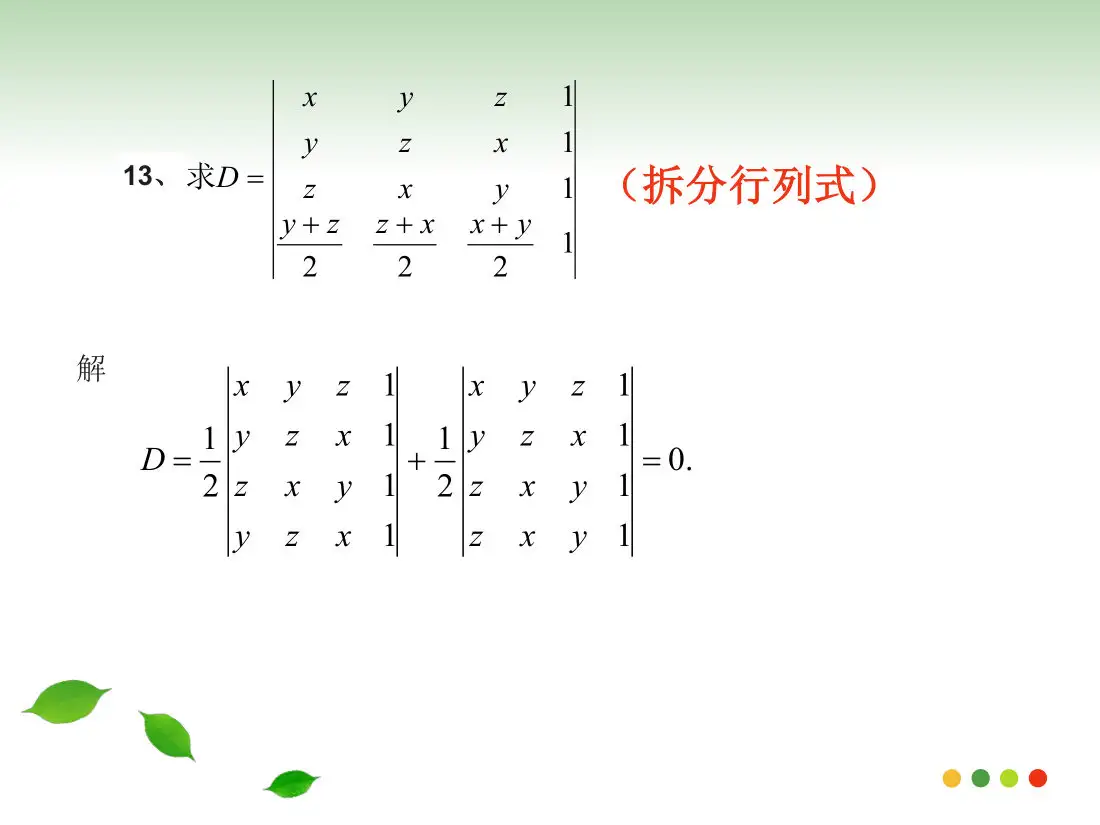 13、 求D = | x y z 1 |
| y z x 1 |
| z x y 1 |
| (y+z)/2 (z+x)/2 (x+y)/2 1 |
（拆分行列式）
解
D = 1/2 | x y z 1 | + 1/2 | x y z 1 | = 0.
| y z x 1 | | y z x 1 |
| z x y 1 | | z x y 1 |
| y z x 1 | | z x y 1 |